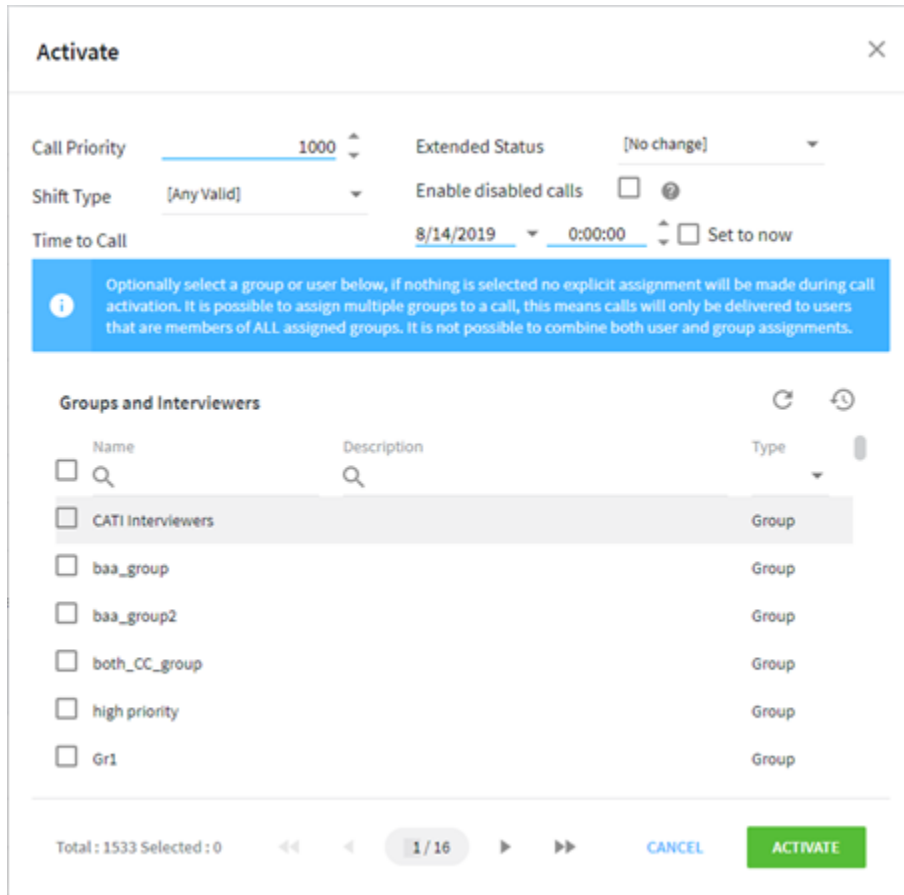 Activate
Call Priority 1000 Extended Status [No change]
Shift Type [Any Valid] Enable disabled calls
Time to Call 8/14/2019 0:00:00 Set to now
Optionally select a group or user below, if nothing is selected no explicit assignment will be made during call
activation. It is possible to assign multiple groups to a call, this means calls will only be delivered to users
that are members of ALL assigned groups. It is not possible to combine both user and group assignments.
Groups and Interviewers
Name Description Type
CATI Interviewers Group
baa_group Group
baa_group2 Group
both_CC_group Group
high priority Group
Gr1 Group
Total : 1533 Selected : 0 1 / 16 CANCEL ACTIVATE